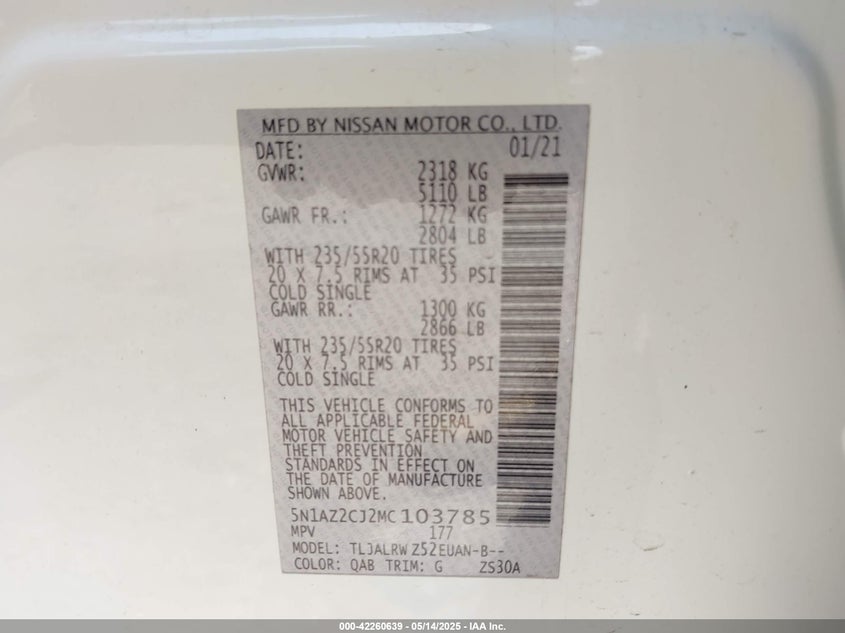 MFD BY NISSAN MOTOR CO., LTD.
DATE: 01/21
GVWR: 2318 KG
5110 LB
GAWR FR.: 1272 KG
2804 LB
WITH 235/55R20 TIRES
20 X 7.5 RIMS AT 35 PSI
COLD SINGLE
GAWR RR.: 1300 KG
2866 LB
WITH 235/55R20 TIRES
20 X 7.5 RIMS AT 35 PSI
COLD SINGLE
THIS VEHICLE CONFORMS TO
ALL APPLICABLE FEDERAL
MOTOR VEHICLE SAFETY AND
THEFT PREVENTION
STANDARDS IN EFFECT ON
THE DATE OF MANUFACTURE
SHOWN ABOVE.
5N1AZ2CJ2MC103785
MPV 177
MODEL: TLJALRW Z52EUAN-B--
COLOR: QAB TRIM: G ZS30A
000-42260639 - 05/14/2025 - IAA Inc.